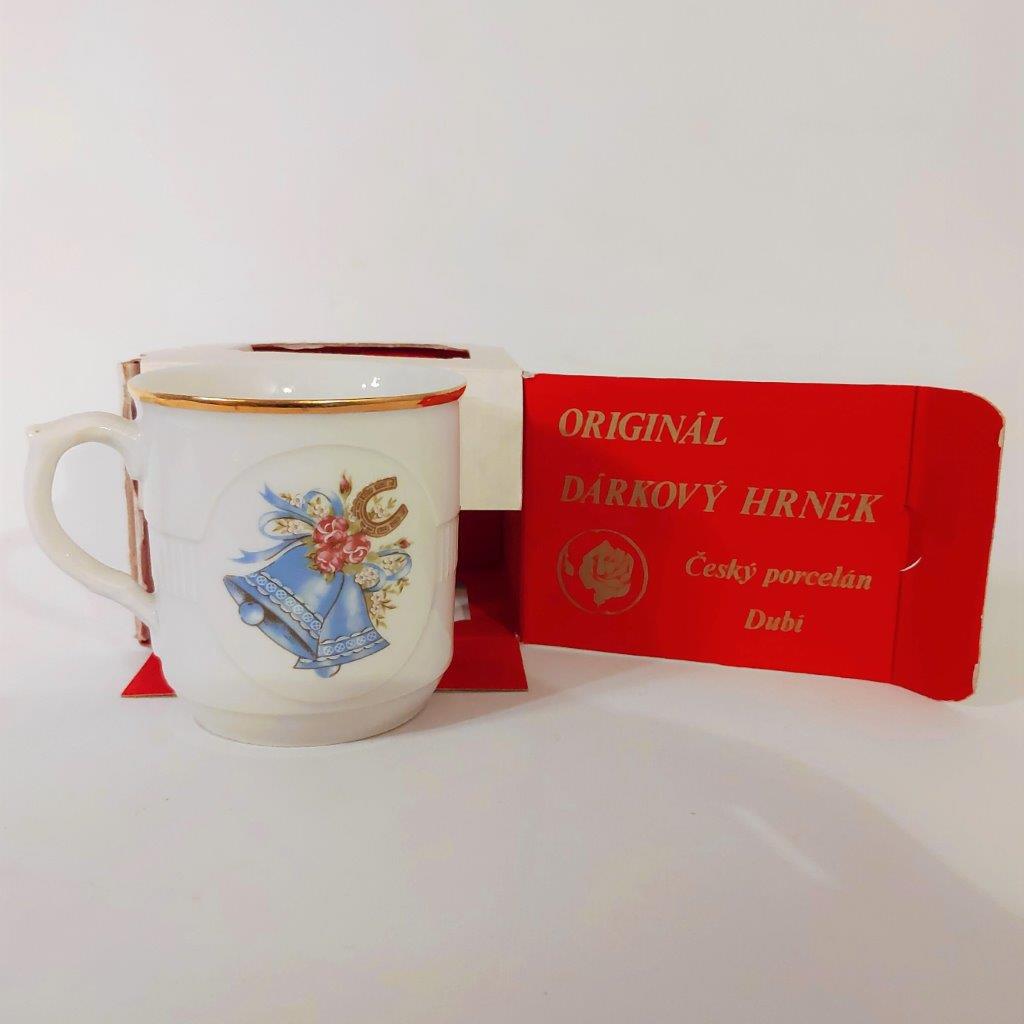 ORIGINÁL
DÁRKOVÝ HRNEK
Český porcelán
Dubí